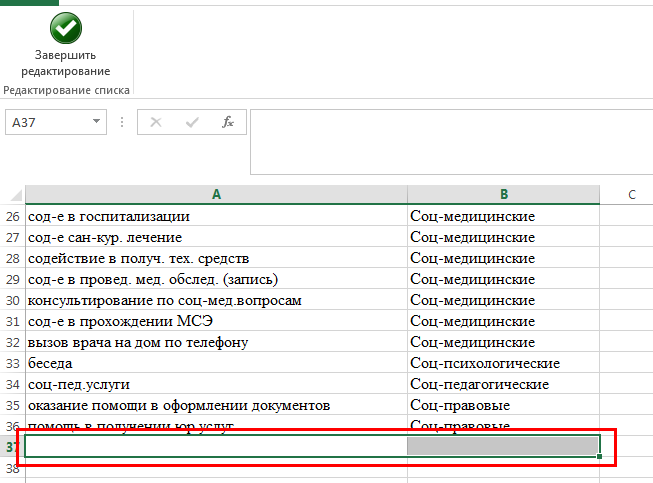 Завершить
редактирование
Редактирование списка
A37 fx
A B C
26 сод-е в госпитализации Соц-медицинские
27 сод-е сан-кур. лечение Соц-медицинские
28 содействие в получ. тех. средств Соц-медицинские
29 сод-е в провед. мед. обслед. (запись) Соц-медицинские
30 консультирование по соц-мед.вопросам Соц-медицинские
31 сод-е в прохождении МСЭ Соц-медицинские
32 вызов врача на дом по телефону Соц-медицинские
33 беседа Соц-психологические
34 соц-пед.услуги Соц-педагогические
35 оказание помощи в оформлении документов Соц-правовые
36 помощь в получении юр.услуг Соц-правовые
37
38